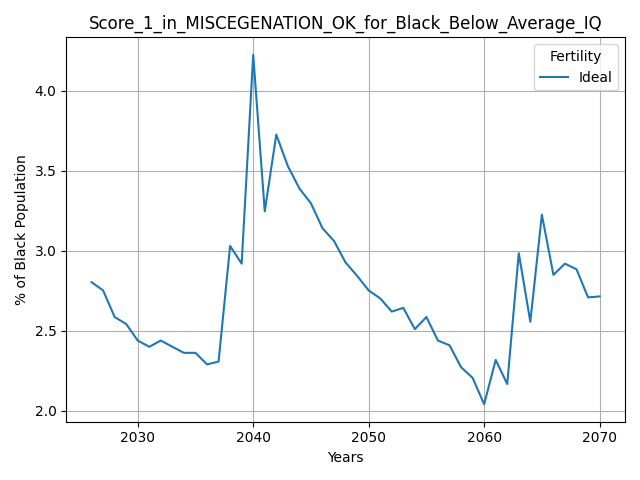 Score_1_in_MISCEGENATION_OK_for_Black_Below_Average_IQ
Fertility
Ideal
4.0
3.5
3.0
2.5
2.0
% of Black Population
2030
2040
2050
2060
2070
Years